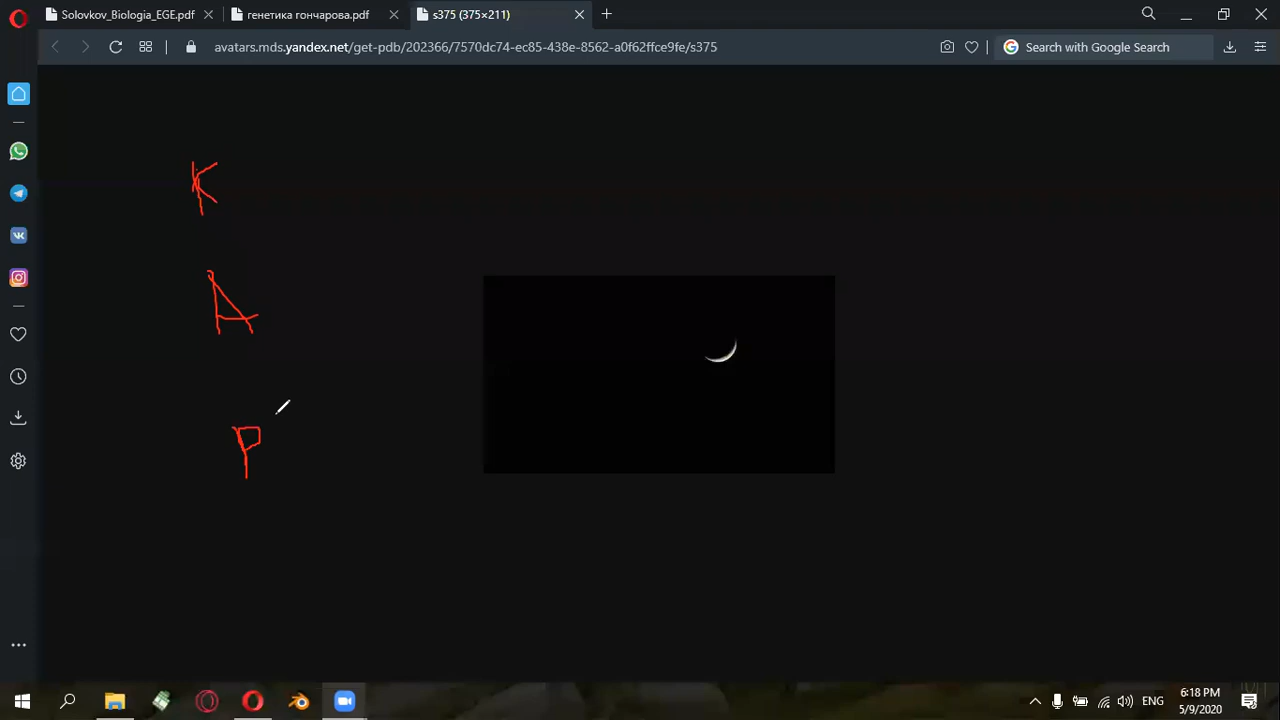 Solovkov_Biologia_EGE.pdf
генетика гончарова.pdf
s375 (375×211)
avatars.mds.yandex.net/get-pdb/202366/7570dc74-ec85-438e-8562-a0f62ffce9fe/s375
Search with Google Search
К
А
Р
ENG
6:18 PM
5/9/2020